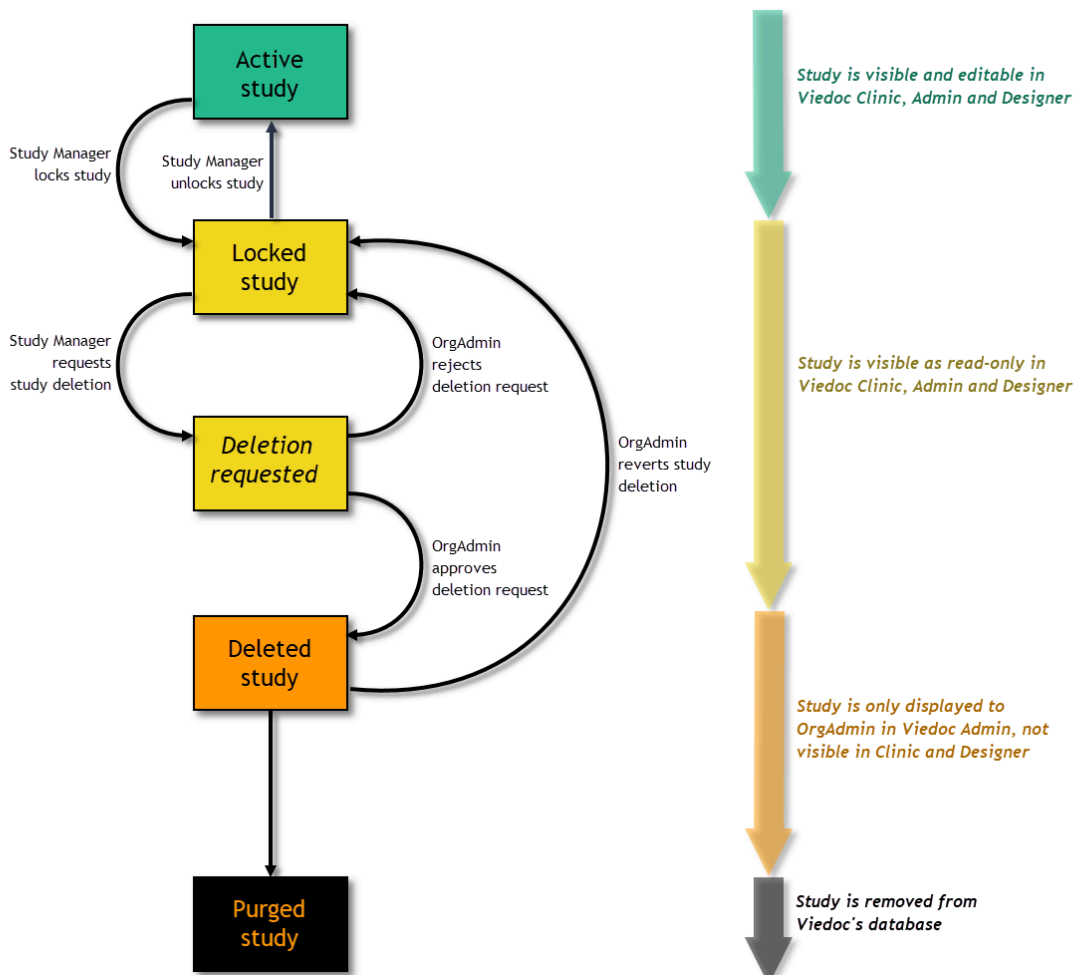 Active
study
Study is visible and editable in
Viedoc Clinic, Admin and Designer
Study Manager
locks study
Study Manager
unlocks study
Locked
study
Study Manager
requests
study deletion
OrgAdmin
rejects
deletion request
Study is visible as read-only in
Viedoc Clinic, Admin and Designer
Deletion
requested
OrgAdmin
reverts study
deletion
OrgAdmin
approves
deletion request
Deleted
study
Study is only displayed to
OrgAdmin in Viedoc Admin, not
visible in Clinic and Designer
Purged
study
Study is removed from
Viedoc's database